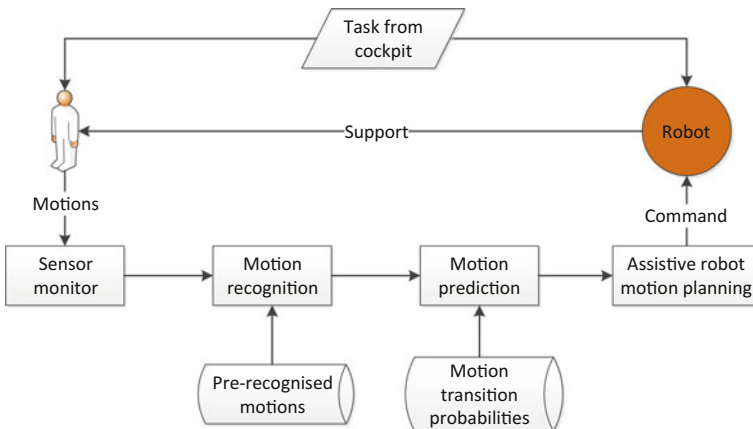 Task from
cockpit
Support
Robot
Motions
Command
Sensor
monitor
Motion
recognition
Motion
prediction
Assistive robot
motion planning
Pre-recognised
motions
Motion
transition
probabilities